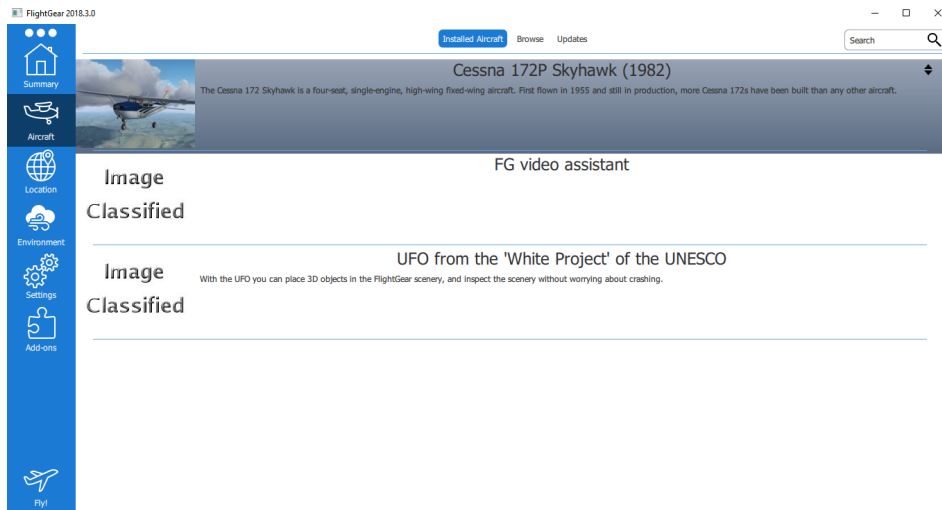 FlightGear 2018.3.0
Installed Aircraft
Browse
Updates
Search
Summary
Aircraft
Location
Environment
Settings
Add-ons
Fly!
Cessna 172P Skyhawk (1982)
The Cessna 172 Skyhawk is a four-seat, single-engine, high-wing fixed-wing aircraft. First flown in 1955 and still in production, more Cessna 172s have been built than any other aircraft.
Image
Classified
FG video assistant
Image
Classified
UFO from the 'White Project' of the UNESCO
With the UFO you can place 3D objects in the FlightGear scenery, and inspect the scenery without worrying about crashing.